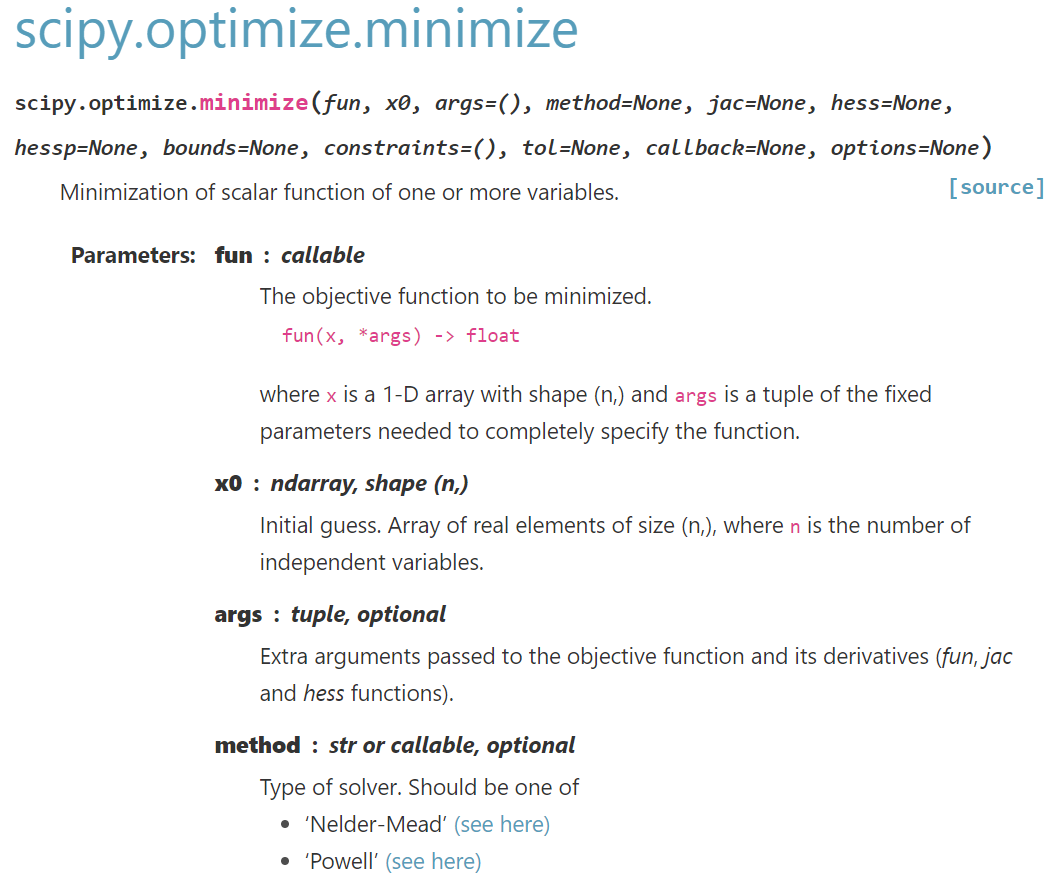 scipy.optimize.minimize
scipy.optimize.minimize(fun, x0, args=(), method=None, jac=None, hess=None,
hessp=None, bounds=None, constraints=(), tol=None, callback=None, options=None)
Minimization of scalar function of one or more variables. [source]
Parameters: fun : callable
The objective function to be minimized.
fun(x, *args) -> float
where x is a 1-D array with shape (n,) and args is a tuple of the fixed
parameters needed to completely specify the function.
x0 : ndarray, shape (n,)
Initial guess. Array of real elements of size (n,), where n is the number of
independent variables.
args : tuple, optional
Extra arguments passed to the objective function and its derivatives (fun, jac
and hess functions).
method : str or callable, optional
Type of solver. Should be one of
• ‘Nelder-Mead’ (see here)
• ‘Powell’ (see here)